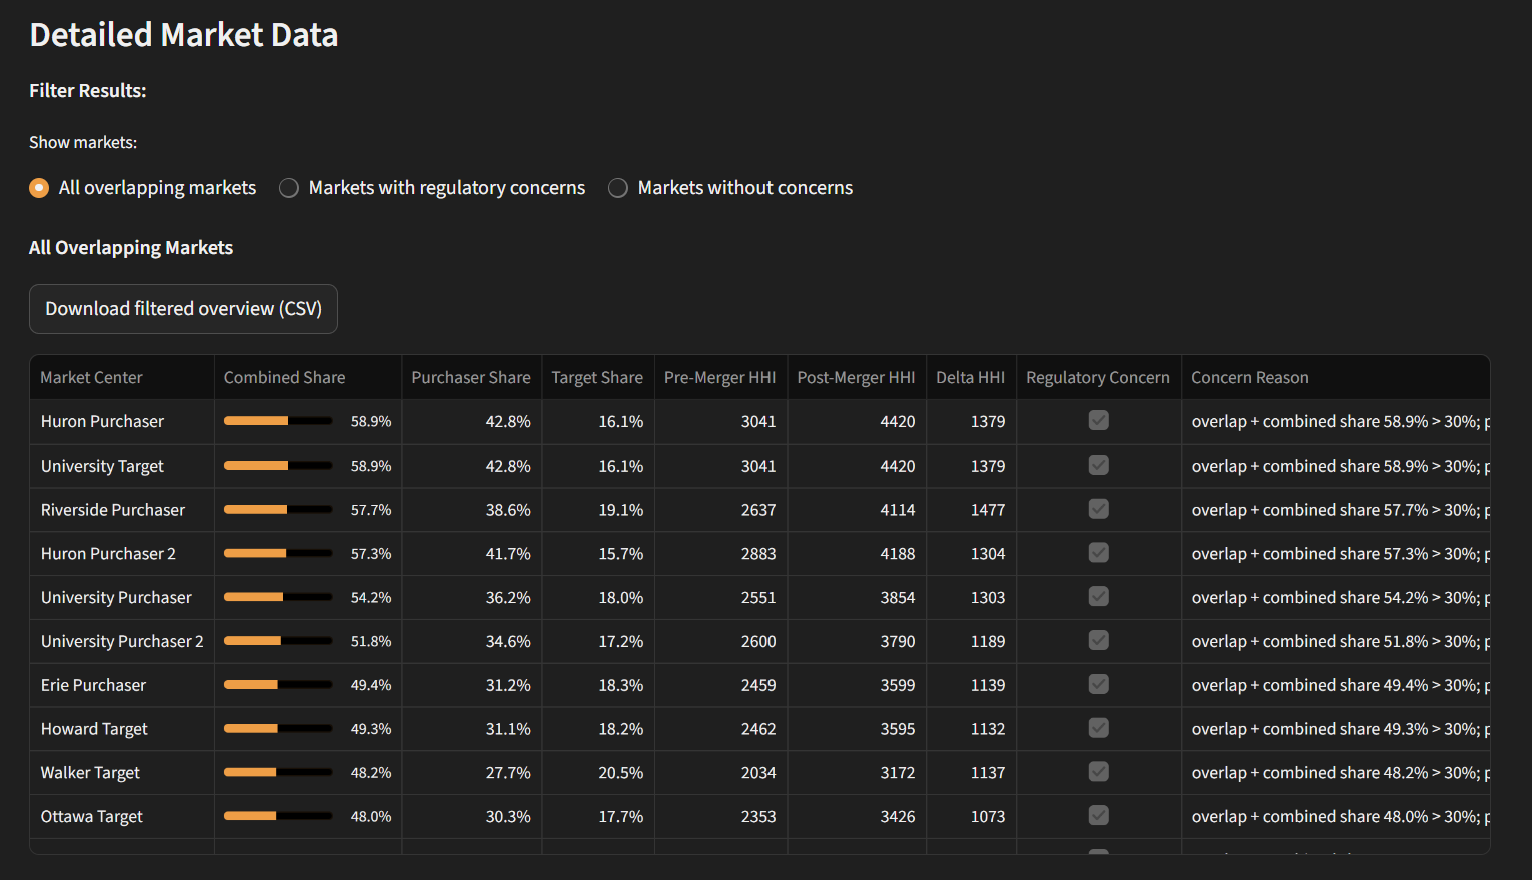 Detailed Market Data
Filter Results:
Show markets:
All overlapping markets Markets with regulatory concerns Markets without concerns
All Overlapping Markets
Download filtered overview (CSV)
Market Center Combined Share Purchaser Share Target Share Pre-Merger HHI Post-Merger HHI Delta HHI Regulatory Concern Concern Reason
Huron Purchaser 58.9% 42.8% 16.1% 3041 4420 1379 overlap + combined share 58.9% > 30%; p
University Target 58.9% 42.8% 16.1% 3041 4420 1379 overlap + combined share 58.9% > 30%; p
Riverside Purchaser 57.7% 38.6% 19.1% 2637 4114 1477 overlap + combined share 57.7% > 30%; p
Huron Purchaser 2 57.3% 41.7% 15.7% 2883 4188 1304 overlap + combined share 57.3% > 30%; p
University Purchaser 54.2% 36.2% 18.0% 2551 3854 1303 overlap + combined share 54.2% > 30%; p
University Purchaser 2 51.8% 34.6% 17.2% 2600 3790 1189 overlap + combined share 51.8% > 30%; p
Erie Purchaser 49.4% 31.2% 18.3% 2459 3599 1139 overlap + combined share 49.4% > 30%; p
Howard Target 49.3% 31.1% 18.2% 2462 3595 1132 overlap + combined share 49.3% > 30%; p
Walker Target 48.2% 27.7% 20.5% 2034 3172 1137 overlap + combined share 48.2% > 30%; p
Ottawa Target 48.0% 30.3% 17.7% 2353 3426 1073 overlap + combined share 48.0% > 30%; p